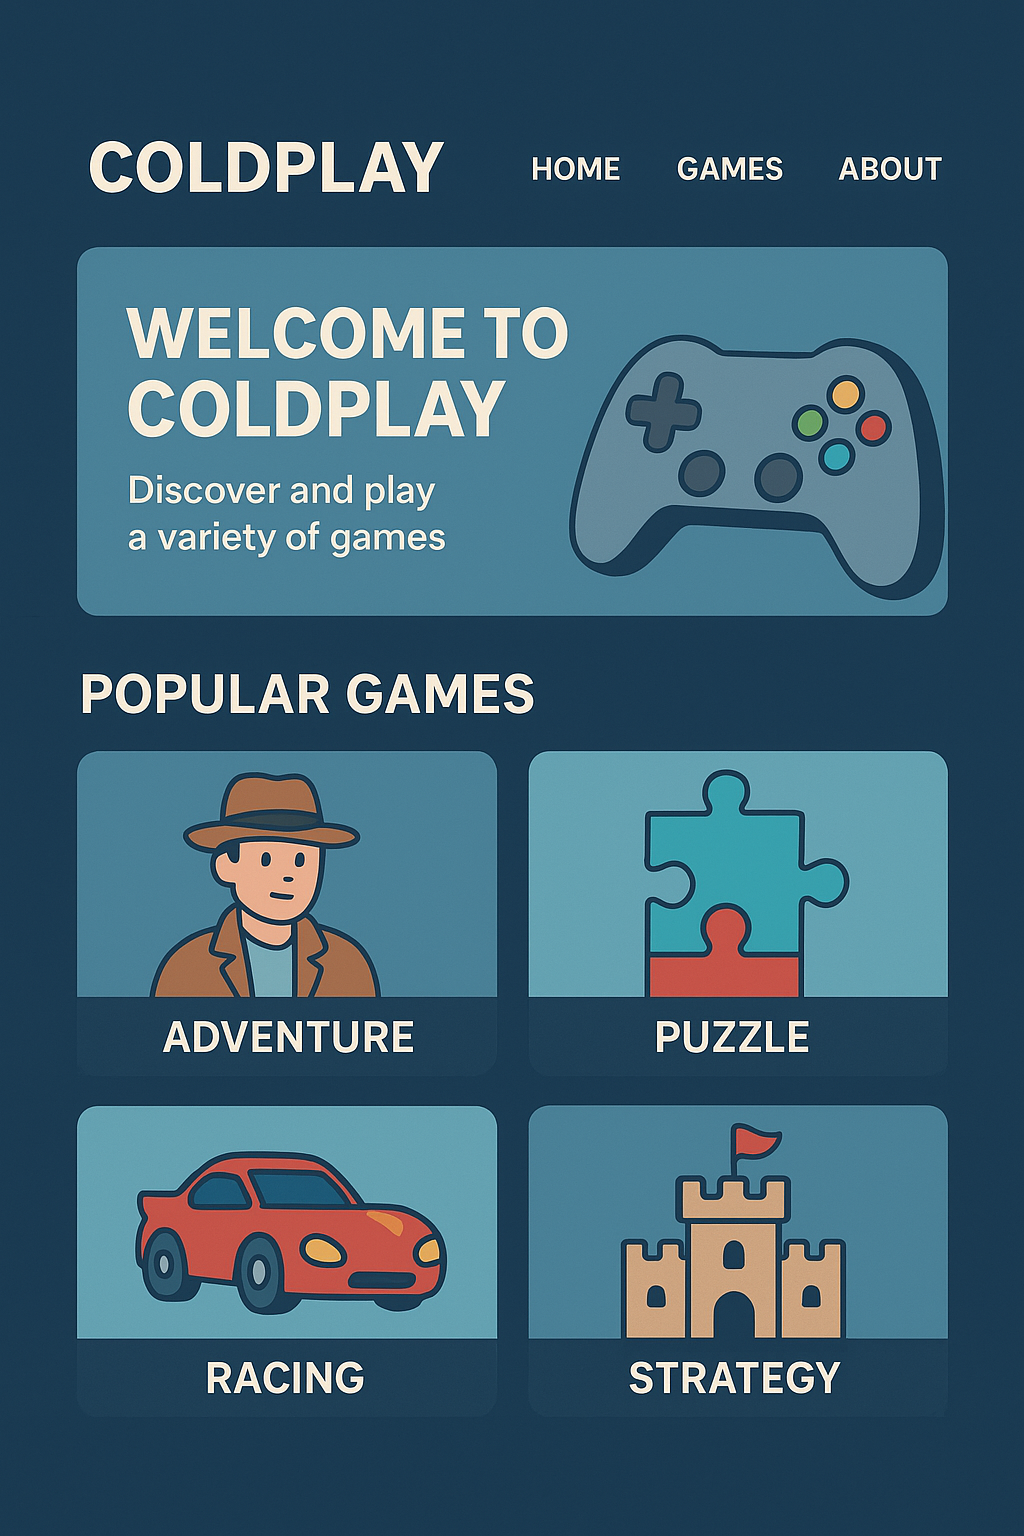 COLDPLAY
HOME GAMES ABOUT
WELCOME TO
COLDPLAY
Discover and play
a variety of games
POPULAR GAMES
ADVENTURE
PUZZLE
RACING
STRATEGY